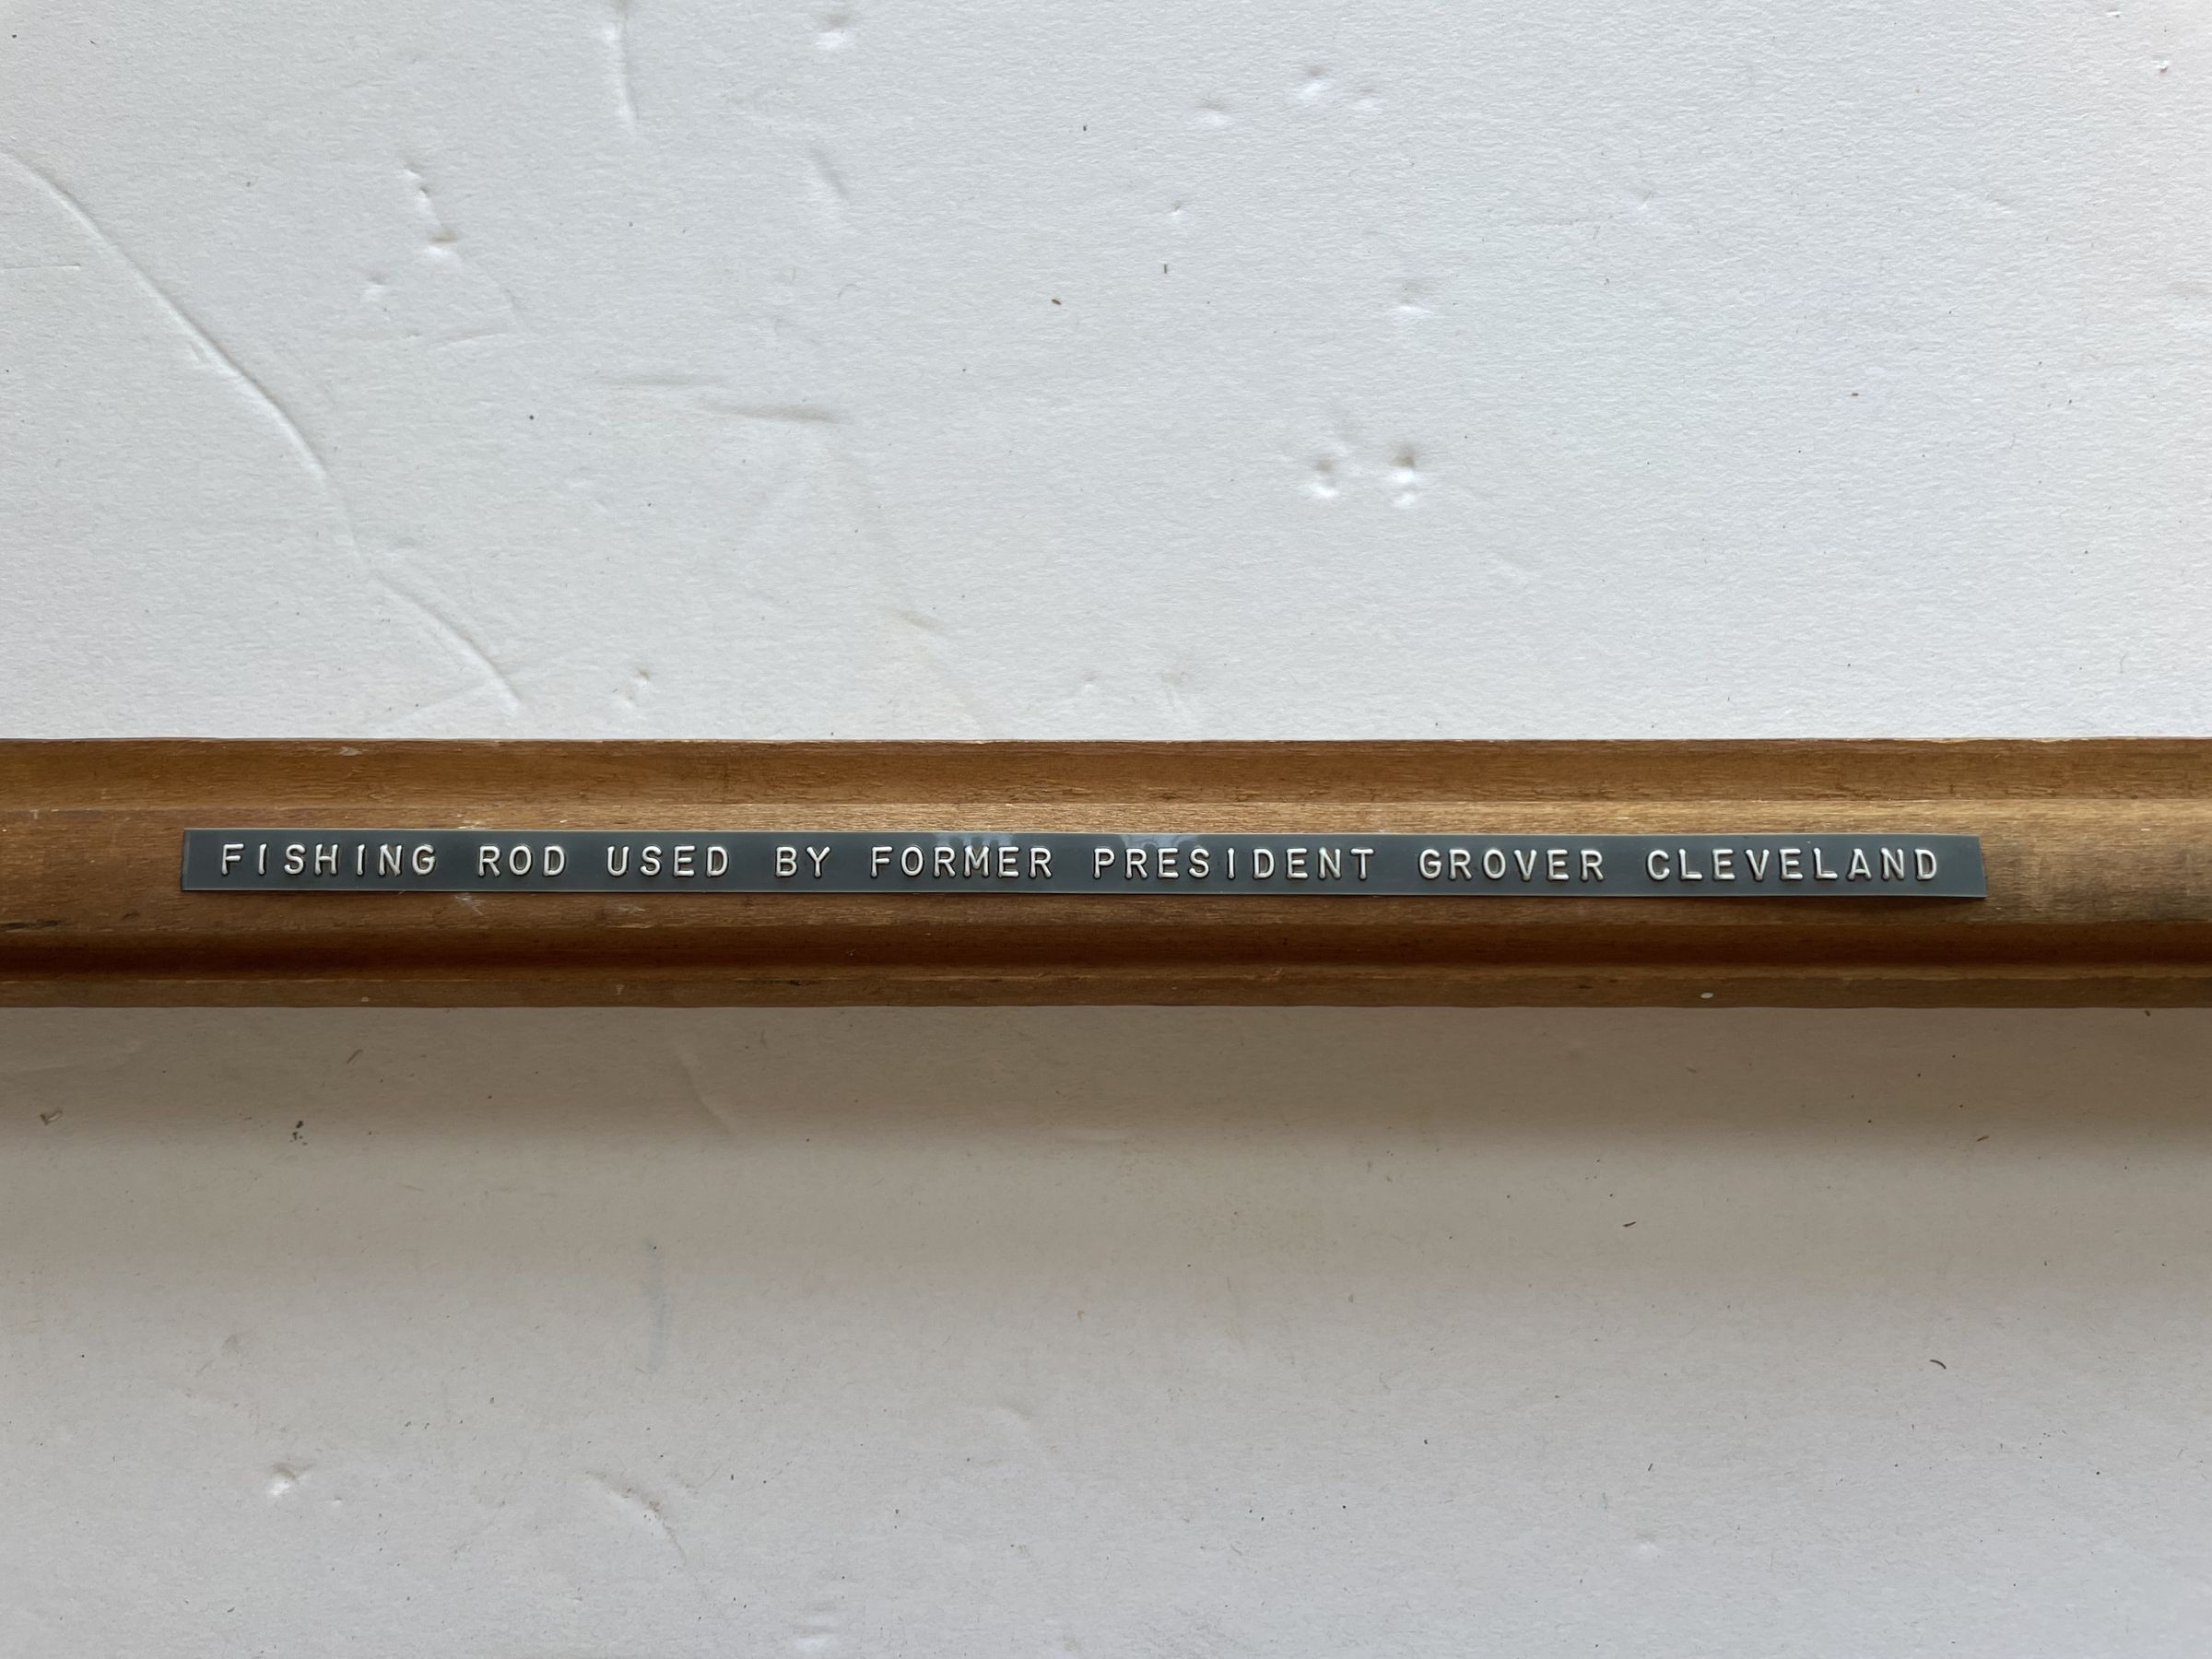 FISHING ROD USED BY FORMER PRESIDENT GROVER CLEVELAND